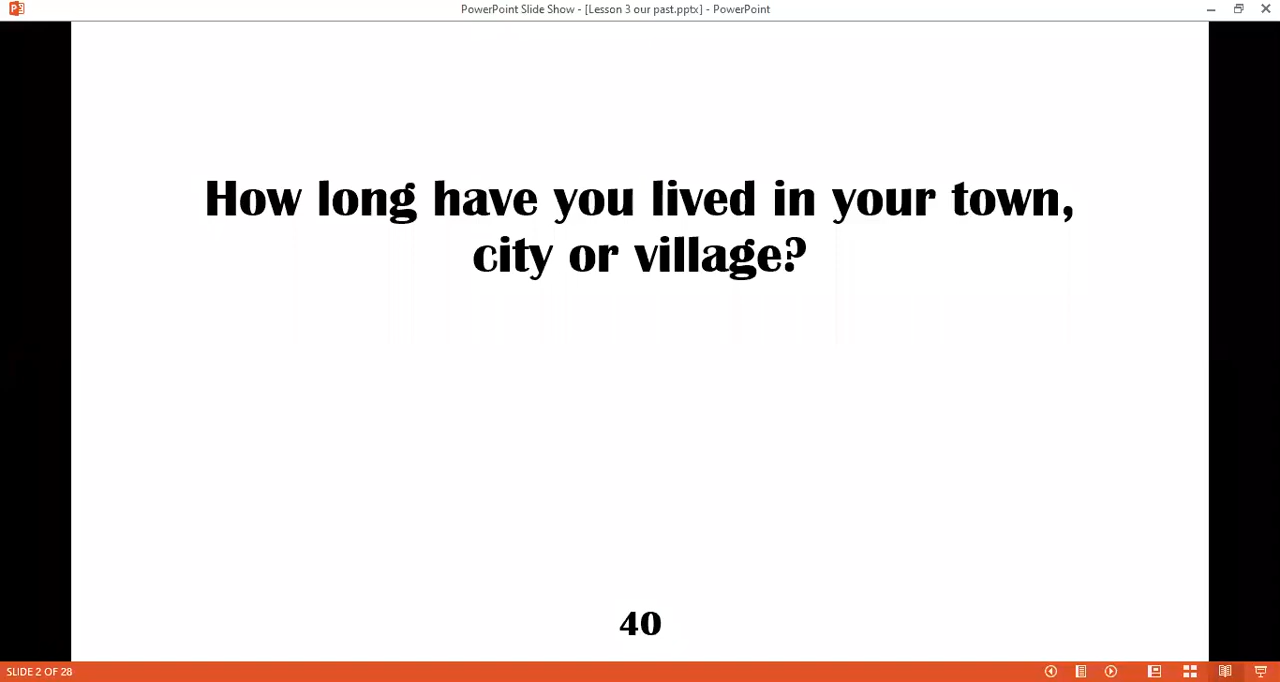 PowerPoint Slide Show - [Lesson 3 our past.pptx] - PowerPoint
How long have you lived in your town,
city or village?
40
SLIDE 2 OF 28